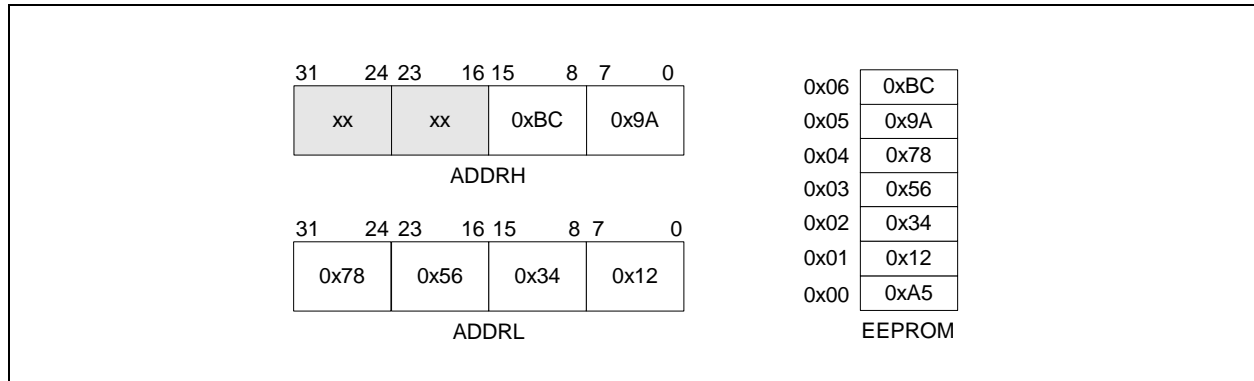 31 24 23 16 15 8 7 0
xx xx 0xBC 0x9A
ADDRH
31 24 23 16 15 8 7 0
0x78 0x56 0x34 0x12
ADDRL
0x06 0xBC
0x05 0x9A
0x04 0x78
0x03 0x56
0x02 0x34
0x01 0x12
0x00 0xA5
EEPROM